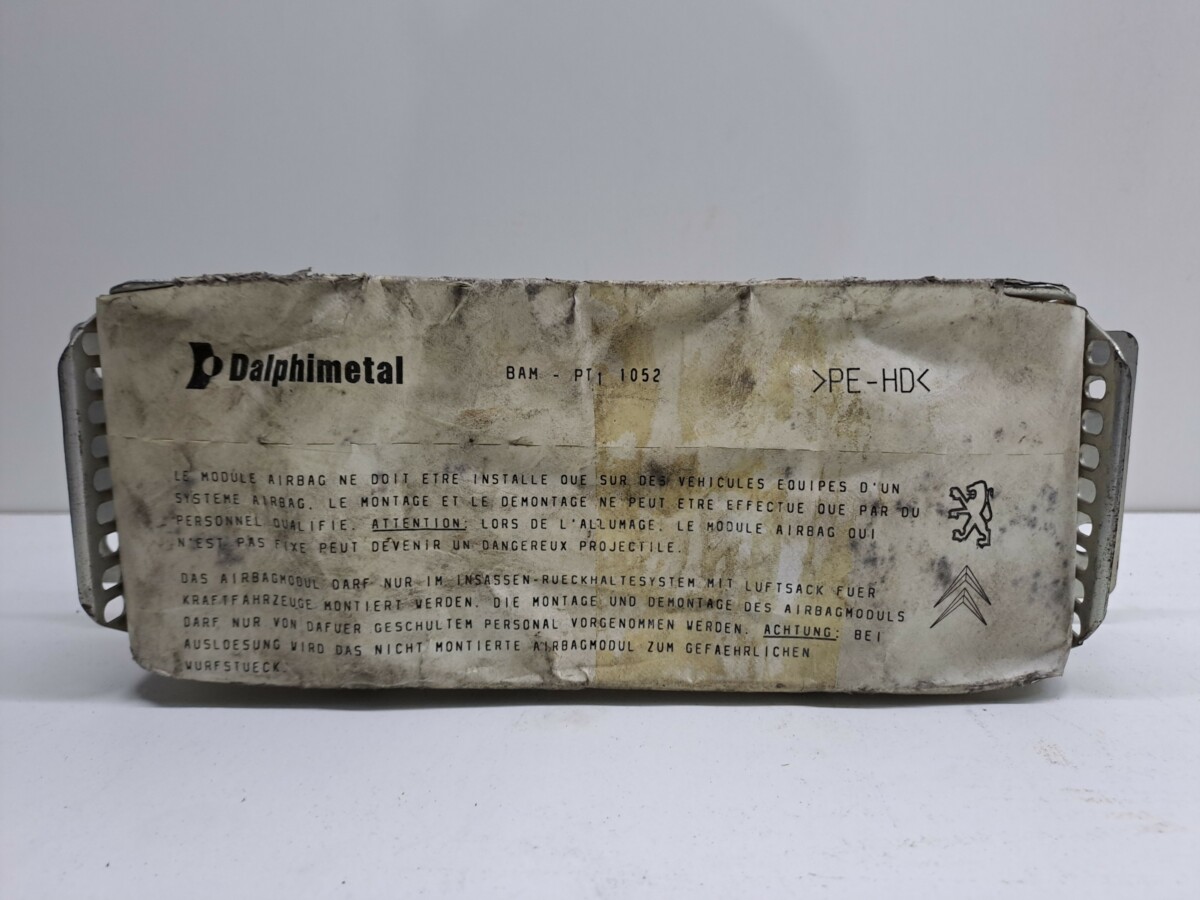 Dalphimetal
BAM - PT1 1052
>PE-HD<
LE MODULE AIRBAG NE DOIT ETRE INSTALLE QUE SUR DES VEHICULES EQUIPES D'UN
SYSTEME AIRBAG. LE MONTAGE ET LE DEMONTAGE NE PEUT ETRE EFFECTUE QUE PAR DU
PERSONNEL QUALIFIE. ATTENTION: LORS DE L'ALLUMAGE, LE MODULE AIRBAG QUI
N'EST PAS FIXE PEUT DEVENIR UN DANGEREUX PROJECTILE.
DAS AIRBAGMODUL DARF NUR IM INSASSEN-RUECKHALTESYSTEM MIT LUFTSACK FUER
KRAFTFAHRZEUGE MONTIERT WERDEN. DIE MONTAGE UND DEMONTAGE DES AIRBAGMODULS
DARF NUR VON DAFUER GESCHULTEM PERSONAL VORGENOMMEN WERDEN. ACHTUNG: BEI
AUSLOESUNG WIRD DAS NICHT MONTIERTE AIRBAGMODUL ZUM GEFAEHRLICHEN
WURFSTUECK.